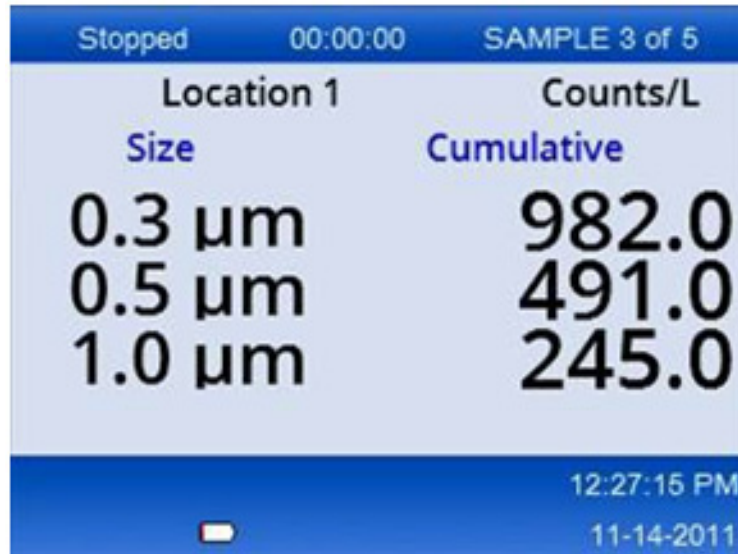 Stopped 00:00:00 SAMPLE 3 of 5
Location 1 Counts/L
Size Cumulative
0.3 µm 982.0
0.5 µm 491.0
1.0 µm 245.0
12:27:15 PM
11-14-2011